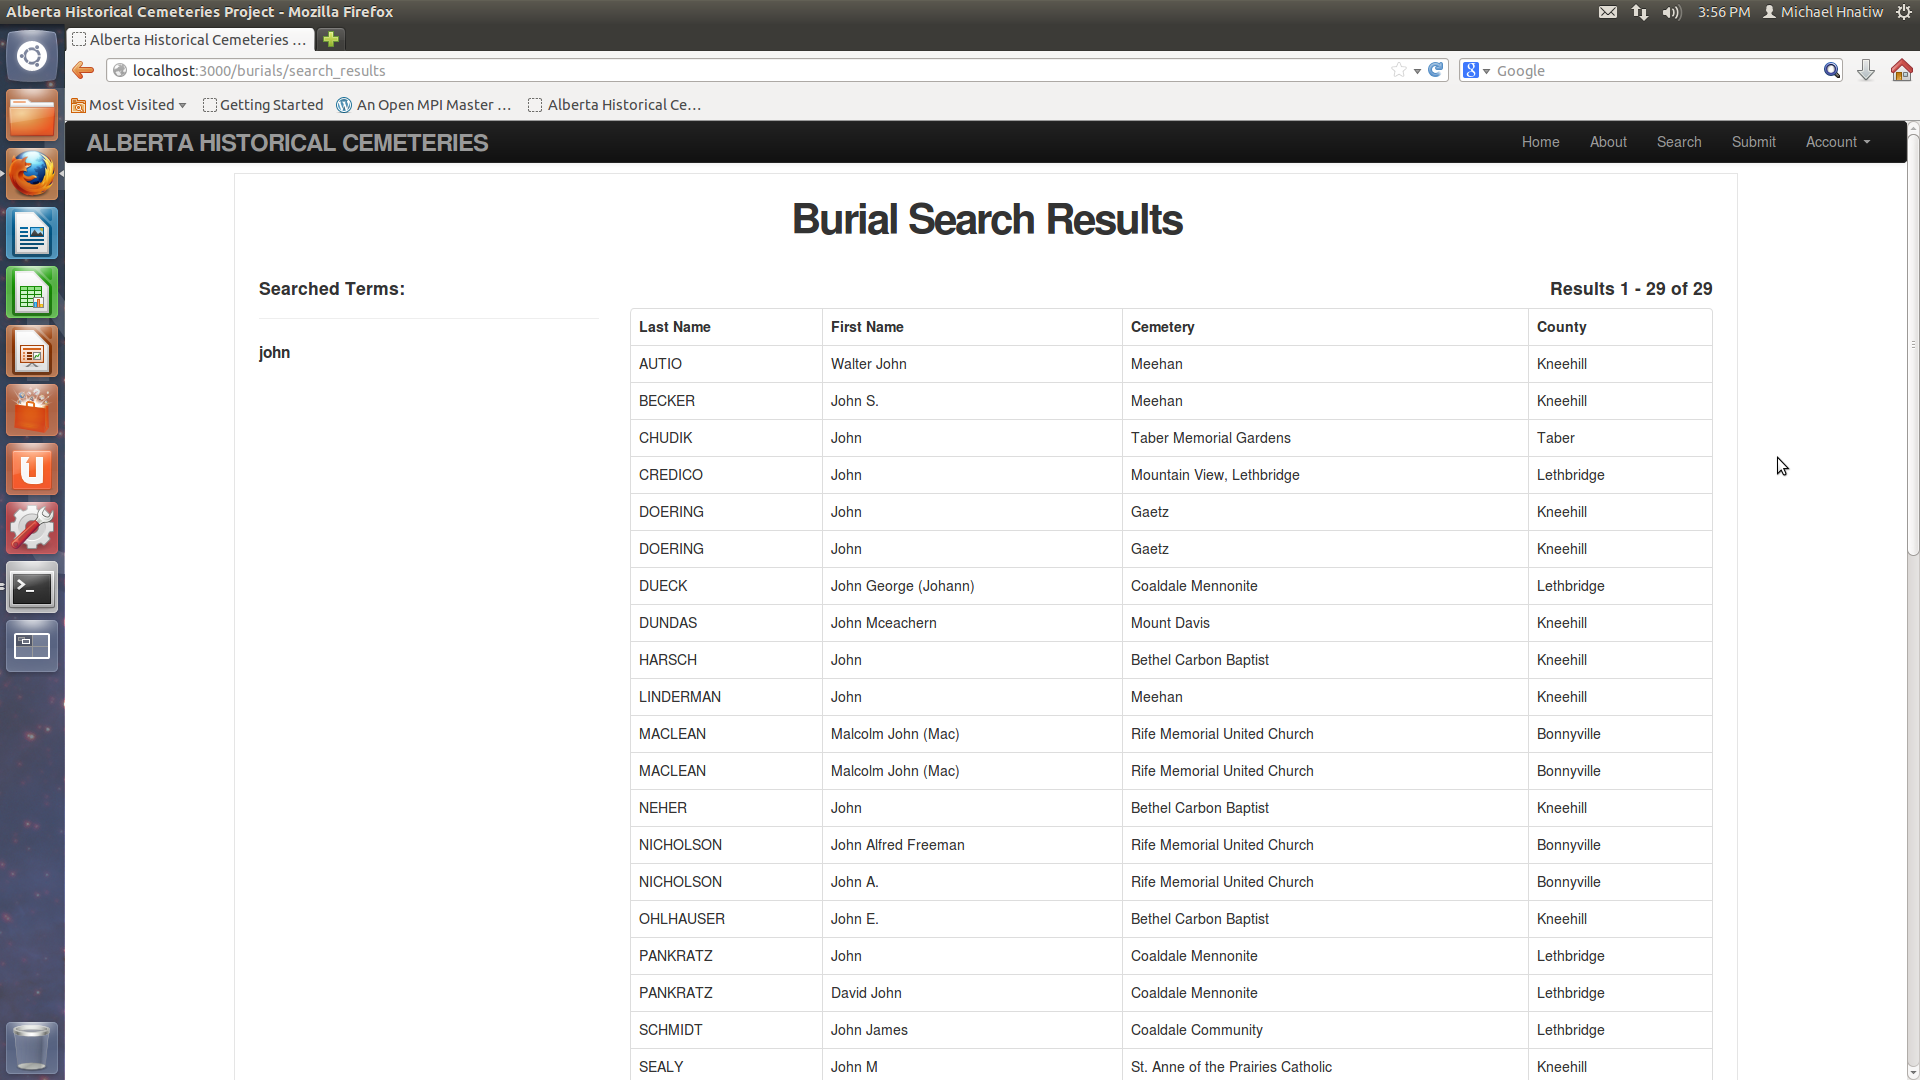 Alberta Historical Cemeteries Project - Mozilla Firefox
3:56 PM Michael Hnatiw
Alberta Historical Cemeteries ...
localhost:3000/burials/search_results
Google
Most Visited Getting Started An Open MPI Master ... Alberta Historical Ce...
ALBERTA HISTORICAL CEMETERIES Home About Search Submit Account
Burial Search Results
Searched Terms: Results 1 - 29 of 29
john
Last Name First Name Cemetery County
AUTIO Walter John Meehan Kneehill
BECKER John S. Meehan Kneehill
CHUDIK John Taber Memorial Gardens Taber
CREDICO John Mountain View, Lethbridge Lethbridge
DOERING John Gaetz Kneehill
DOERING John Gaetz Kneehill
DUECK John George (Johann) Coaldale Mennonite Lethbridge
DUNDAS John Mceachern Mount Davis Kneehill
HARSCH John Bethel Carbon Baptist Kneehill
LINDERMAN John Meehan Kneehill
MACLEAN Malcolm John (Mac) Rife Memorial United Church Bonnyville
MACLEAN Malcolm John (Mac) Rife Memorial United Church Bonnyville
NEHER John Bethel Carbon Baptist Kneehill
NICHOLSON John Alfred Freeman Rife Memorial United Church Bonnyville
NICHOLSON John A. Rife Memorial United Church Bonnyville
OHLHAUSER John E. Bethel Carbon Baptist Kneehill
PANKRATZ John Coaldale Mennonite Lethbridge
PANKRATZ David John Coaldale Mennonite Lethbridge
SCHMIDT John James Coaldale Community Lethbridge
SEALY John M St. Anne of the Prairies Catholic Kneehill